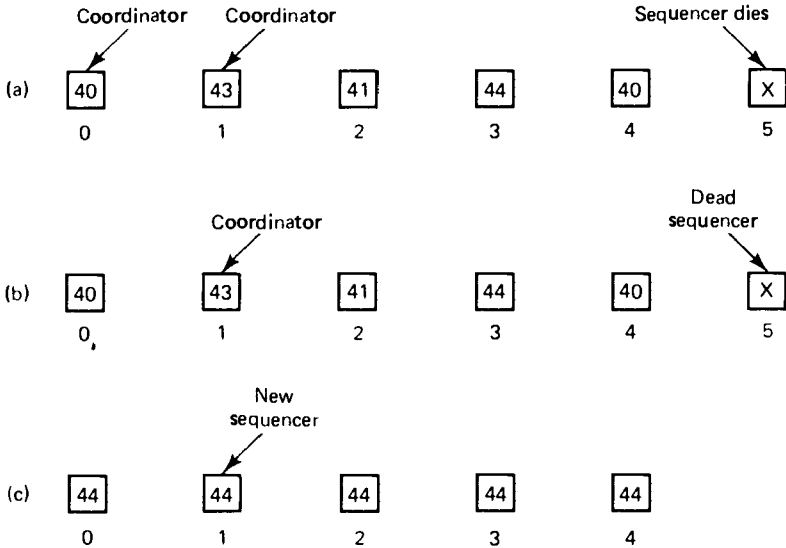 Coordinator Coordinator Sequencer dies
(a) 40 43 41 44 40 X
0 1 2 3 4 5
Dead
sequencer
Coordinator
(b) 40 43 41 44 40 X
0 1 2 3 4 5
New
sequencer
(c) 44 44 44 44 44
0 1 2 3 4